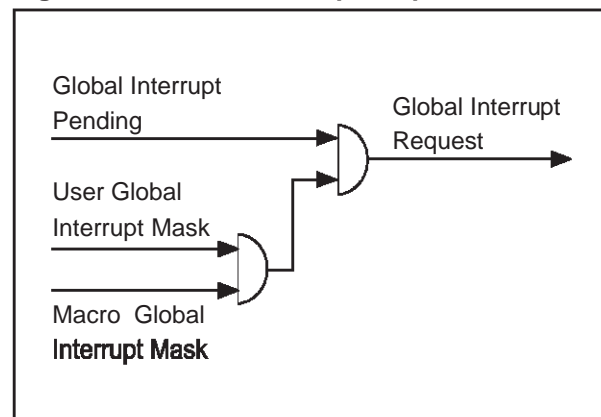 Global Interrupt
Pending
Global Interrupt
Request
User Global
Interrupt Mask
Macro Global
Interrupt Mask